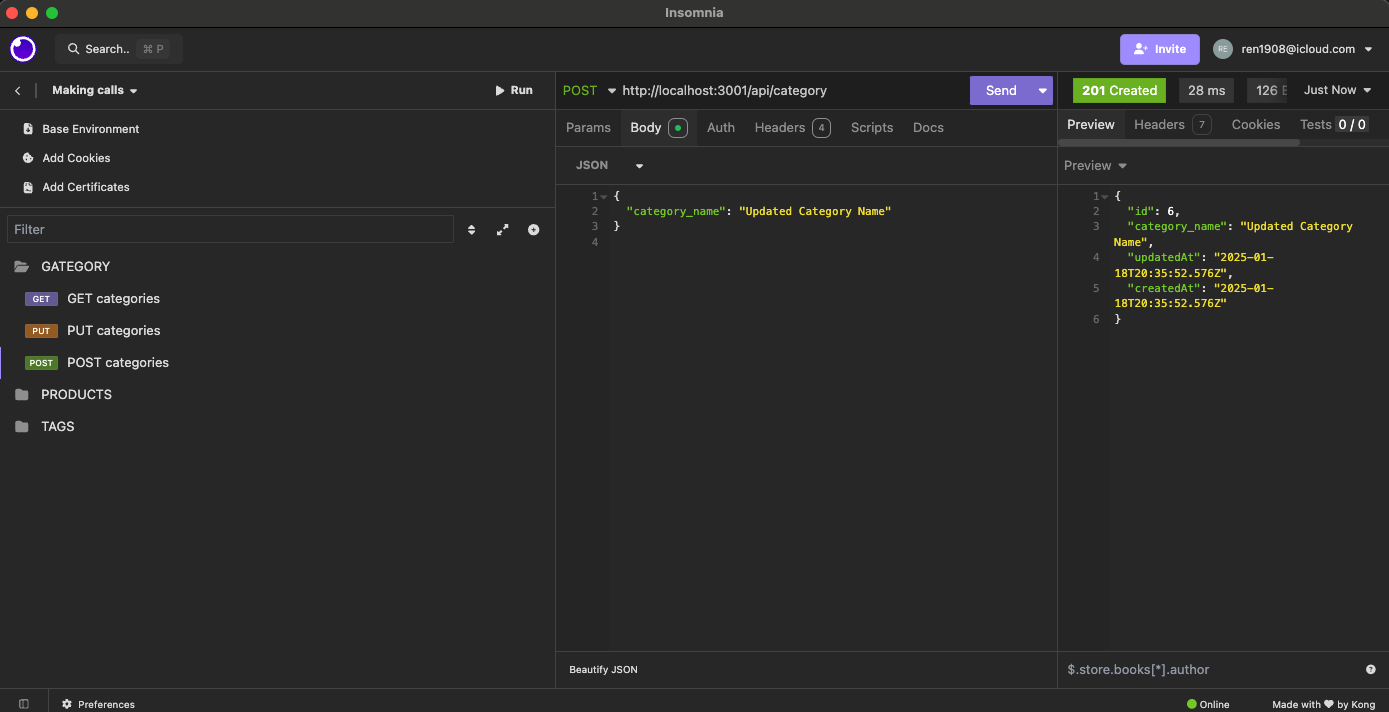 Insomnia
Search.. ⌘ P
Invite
RE
ren1908@icloud.com
Making calls
Run
Base Environment
Add Cookies
Add Certificates
Filter
GATEGORY
GET GET categories
PUT PUT categories
POST POST categories
PRODUCTS
TAGS
POST http://localhost:3001/api/category
Send
Params Body Auth Headers 4 Scripts Docs
JSON
1 {
2 "category_name": "Updated Category Name"
3 }
4
201 Created 28 ms 126 Just Now
Preview Headers 7 Cookies Tests 0 / 0
Preview
1 {
2 "id": 6,
3 "category_name": "Updated Category
Name",
4 "updatedAt": "2025-01-
18T20:35:52.576Z",
5 "createdAt": "2025-01-
18T20:35:52.576Z"
6 }
Beautify JSON
$.store.books[*].author
Preferences
Online
Made with ♥ by Kong